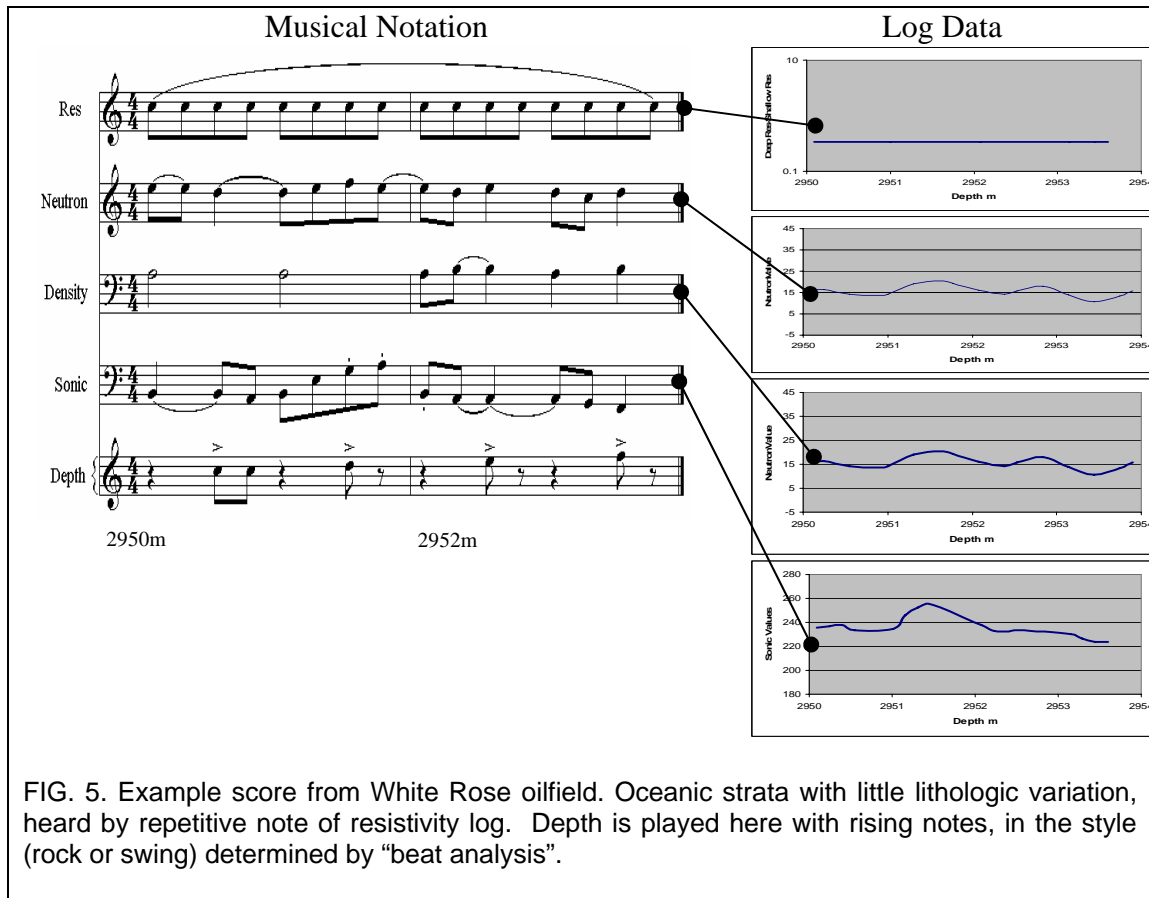 Musical Notation
Log Data
Res
Neutron
Density
Sonic
Depth
2950m
2952m
10
0.1
Deep Res-Shallow Res
2950
2951
2952
2953
2954
Depth m
45
35
25
15
5
-5
Neutron Value
2950
2951
2952
2953
2954
Depth m
45
35
25
15
5
-5
Neutron Value
2950
2951
2952
2953
2954
Depth m
280
260
240
220
200
180
Sonic Values
2950
2951
2952
2953
2954
Depth m
FIG. 5. Example score from White Rose oilfield. Oceanic strata with little lithologic variation,
heard by repetitive note of resistivity log. Depth is played here with rising notes, in the style
(rock or swing) determined by “beat analysis”.